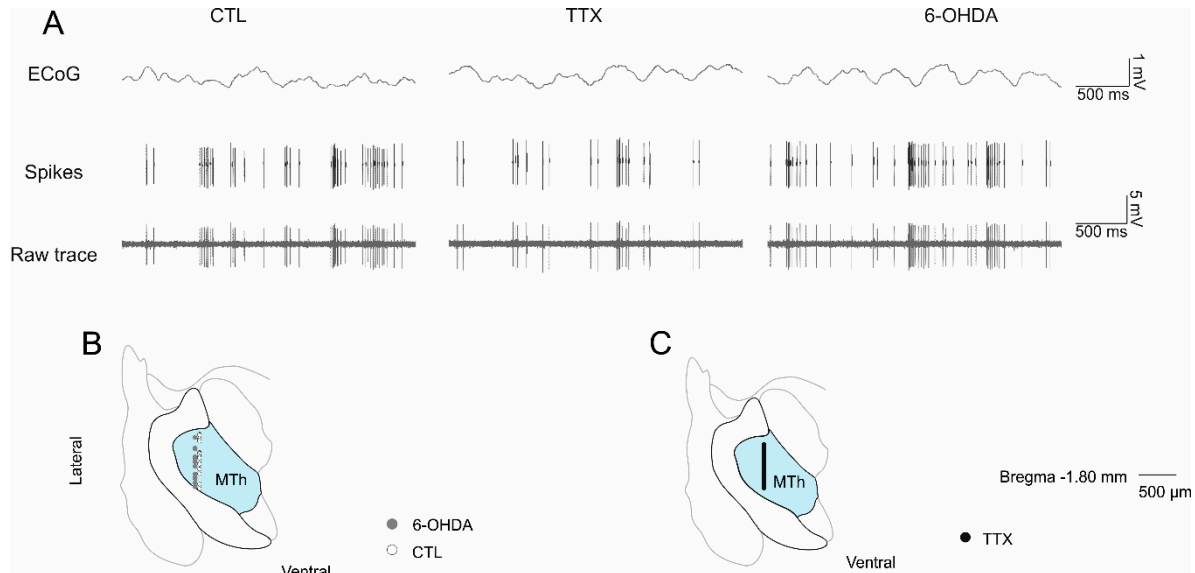 A
CTL TTX 6-OHDA
ECoG
1 mV
500 ms
Spikes
5 mV
500 ms
Raw trace
B C
Lateral
MTh MTh
Bregma -1.80 mm
500 µm
6-OHDA
CTL
TTX
Ventral Ventral